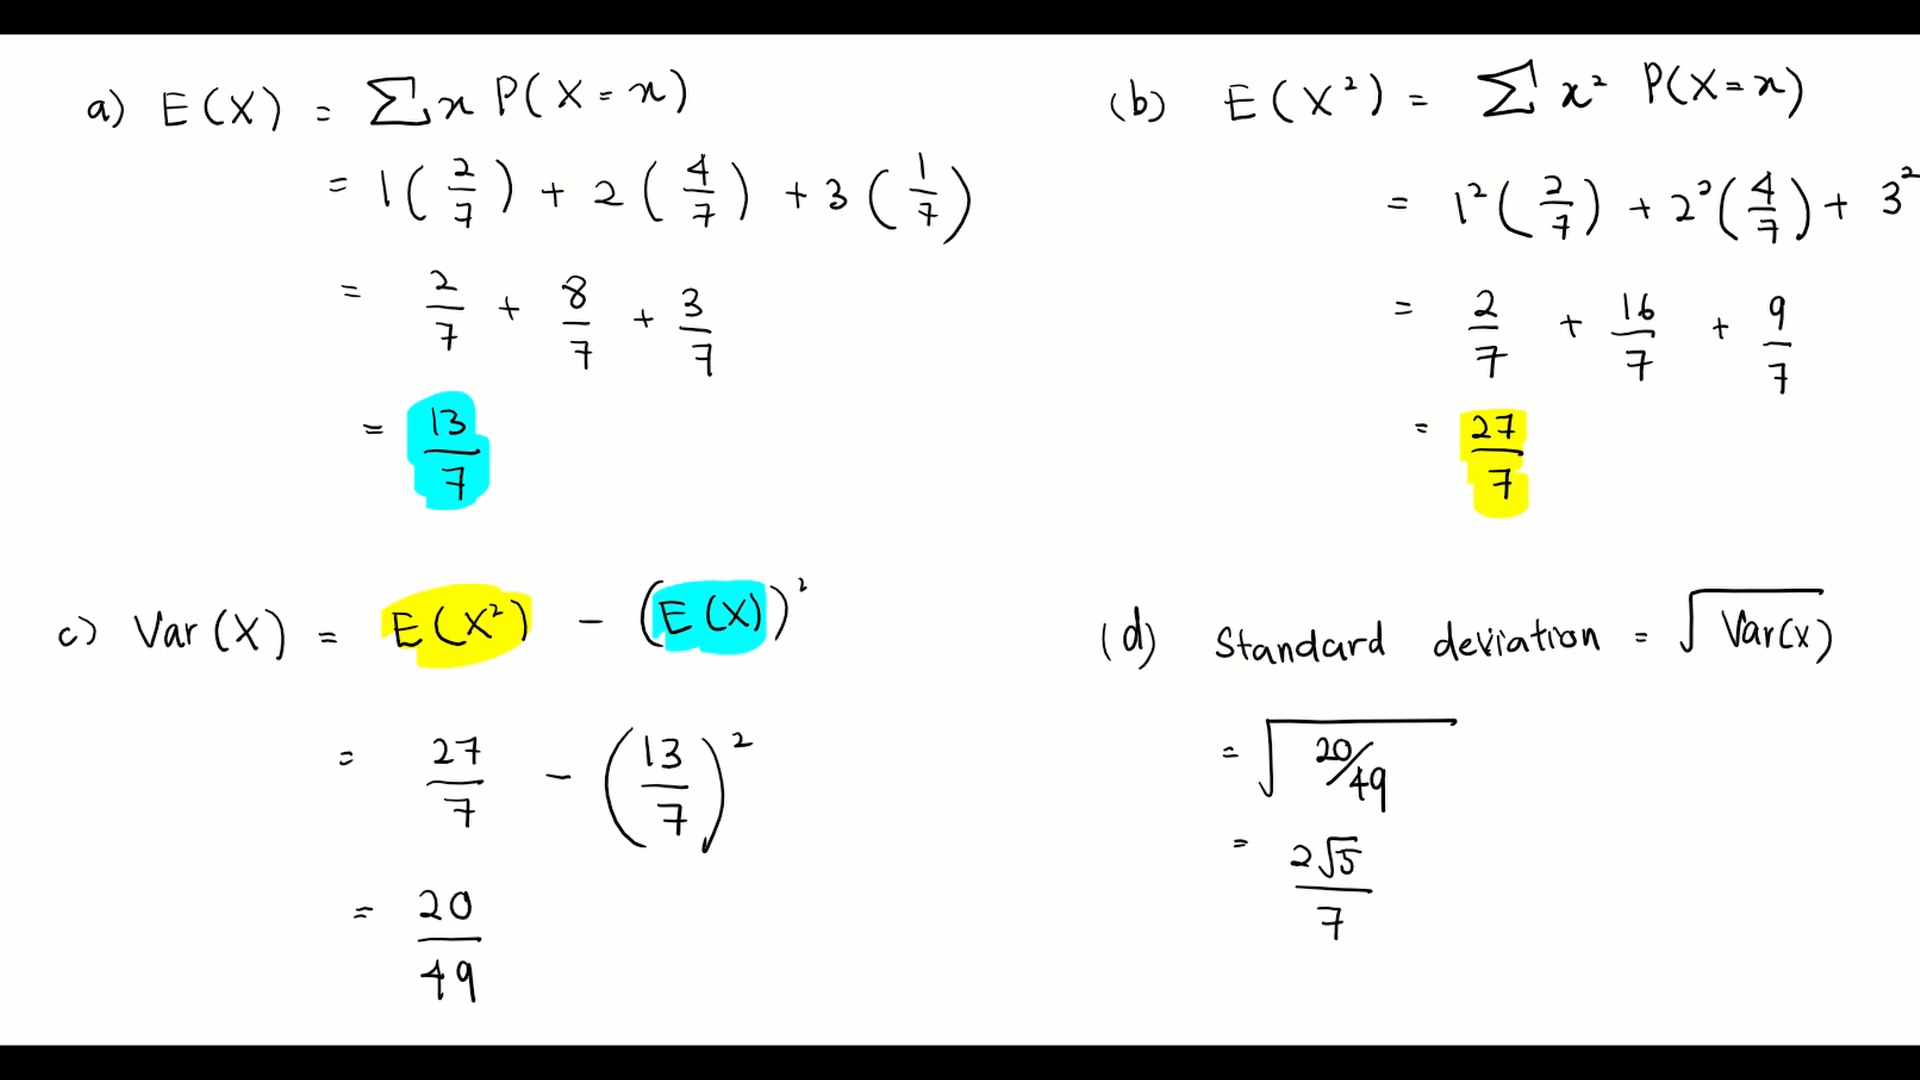 a) E(X) = ∑x P(X=x)
= 1(2/7) + 2(4/7) + 3(1/7)
= 2/7 + 8/7 + 3/7
= 13/7
(b) E(X²) = ∑ x² P(X=x)
= 1²(2/7) + 2²(4/7) + 3²
= 2/7 + 16/7 + 9/7
= 27/7
c) Var(X) = E(X²) - (E(X))²
= 27/7 - (13/7)²
= 20/49
(d) Standard deviation = √Var(x)
= √20/49
= 2√5/7